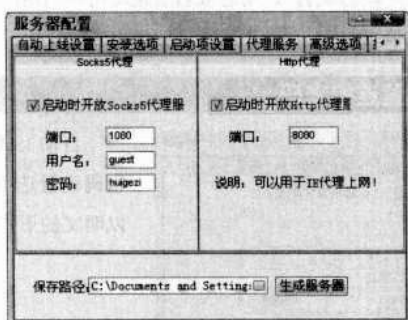 服务器配置
自动上线设置 安装选项 启动项设置 代理服务 高级选项
Socks5代理
启动时开放Socks5代理服
端口: 1080
用户名: guest
密码: huigezi
Http代理
启动时开放Http代理
端口: 8080
说明: 可以用于IE代理上网!
保存路径: C:\Documents and Setting
生成服务器